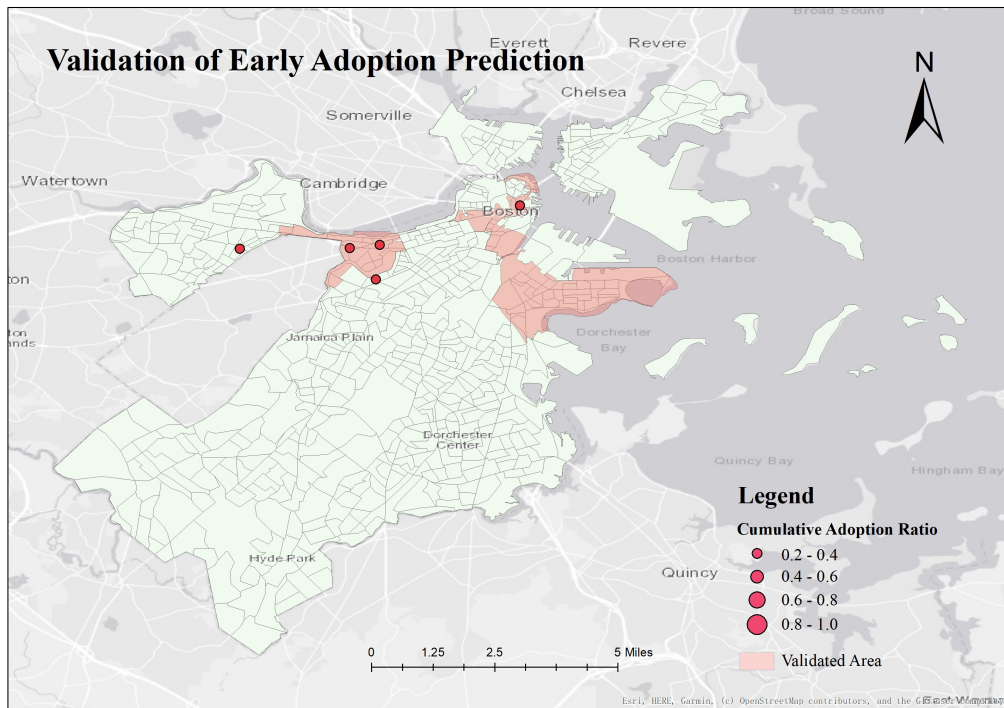 Broad Sound
Everett
Revere
Validation of Early Adoption Prediction
N
Chelsea
Somerville
Watertown
Cambridge
Boston
Boston Harbor
ton
ton
ands
Jamaica Plain
Dorchester
Bay
Dorchester
Center
Quincy Bay
Hingham Bay
Legend
Cumulative Adoption Ratio
0.2 - 0.4
0.4 - 0.6
0.6 - 0.8
0.8 - 1.0
Validated Area
Hyde Park
Quincy
0 1.25 2.5 5 Miles
Esri, HERE, Garmin, (c) OpenStreetMap contributors, and the GIS user community